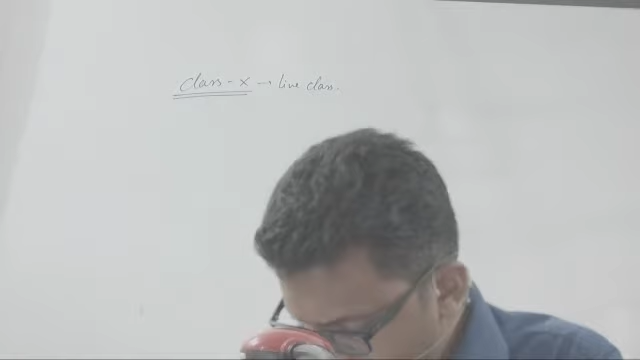 Class - X → Live class.